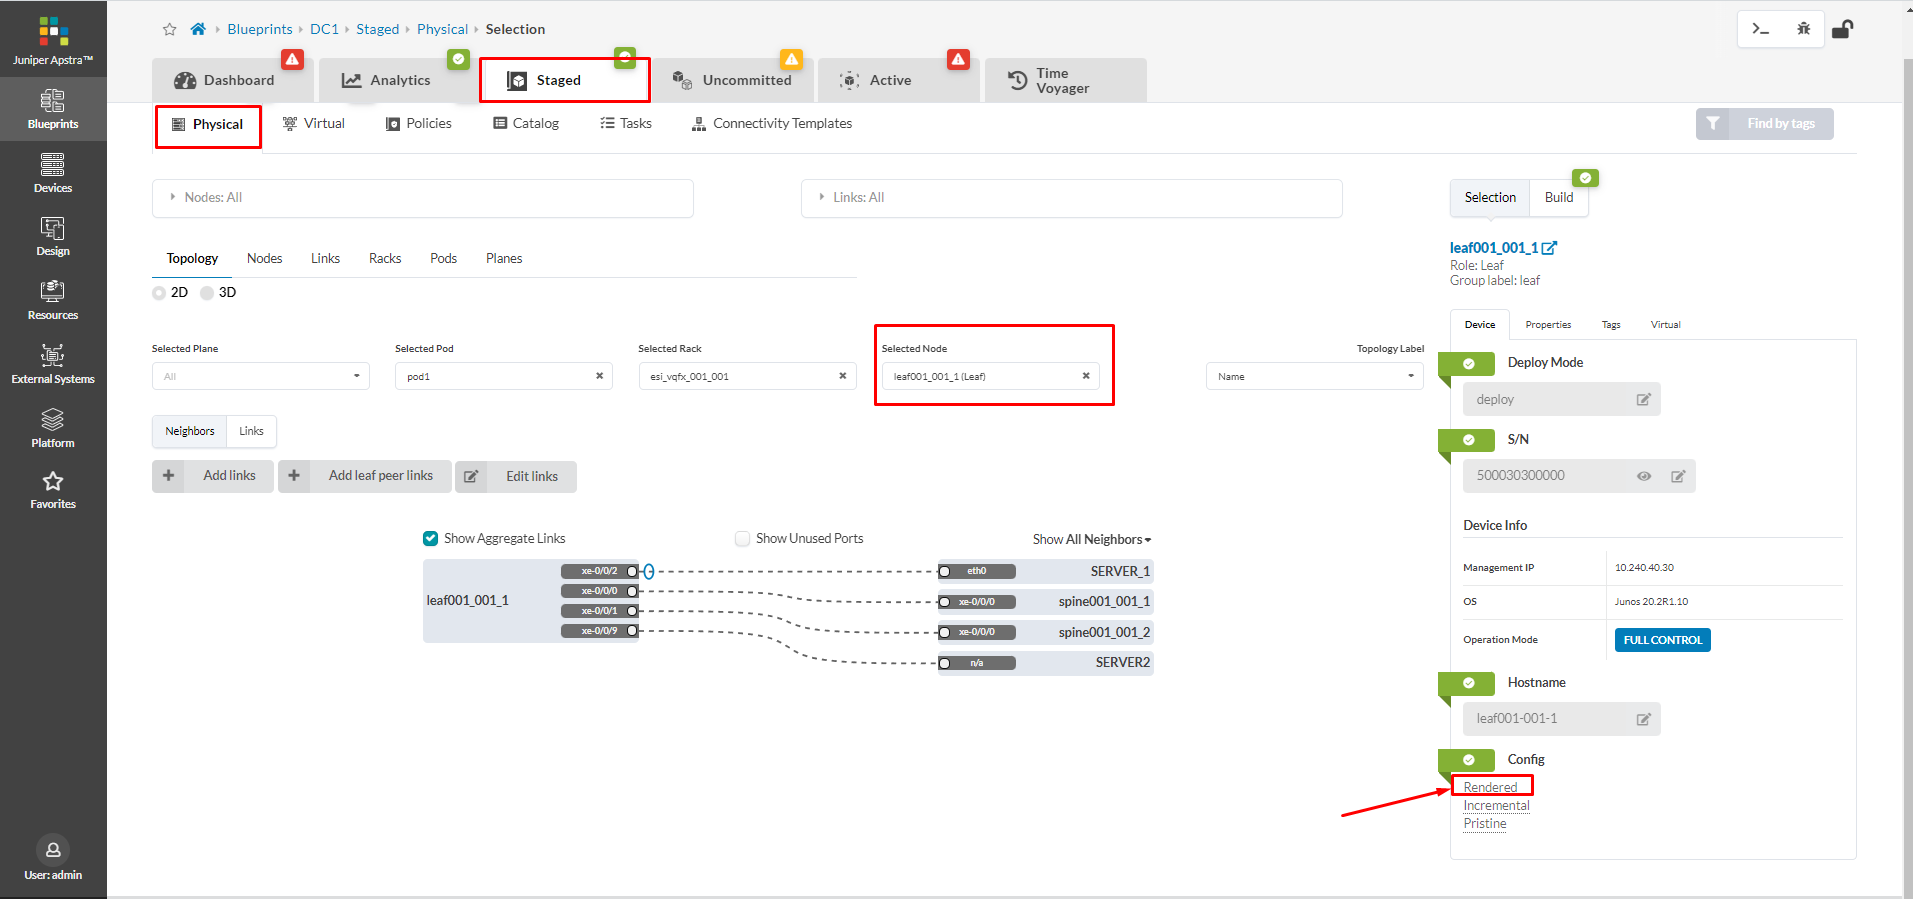 Juniper Apstra™
Blueprints
Devices
Design
Resources
External Systems
Platform
Favorites
User: admin
Blueprints › DC1 › Staged › Physical › Selection
Dashboard
Analytics
Staged
Uncommitted
Active
Time Voyager
Physical
Virtual
Policies
Catalog
Tasks
Connectivity Templates
Find by tags
Nodes: All
Links: All
Topology
Nodes
Links
Racks
Pods
Planes
2D
3D
Selected Plane
All
Selected Pod
pod1
Selected Rack
esi_vqfx_001_001
Selected Node
leaf001_001_1 (Leaf)
Topology Label
Name
Neighbors
Links
Add links
Add leaf peer links
Edit links
Show Aggregate Links
Show Unused Ports
Show All Neighbors
leaf001_001_1
xe-0/0/2
xe-0/0/0
xe-0/0/1
xe-0/0/9
eth0
SERVER_1
xe-0/0/0
spine001_001_1
xe-0/0/0
spine001_001_2
n/a
SERVER2
Selection
Build
leaf001_001_1
Role: Leaf
Group label: leaf
Device
Properties
Tags
Virtual
Deploy Mode
deploy
S/N
500030300000
Device Info
Management IP
10.240.40.30
OS
Junos 20.2R1.10
Operation Mode
FULL CONTROL
Hostname
leaf001-001-1
Config
Rendered
Incremental
Pristine